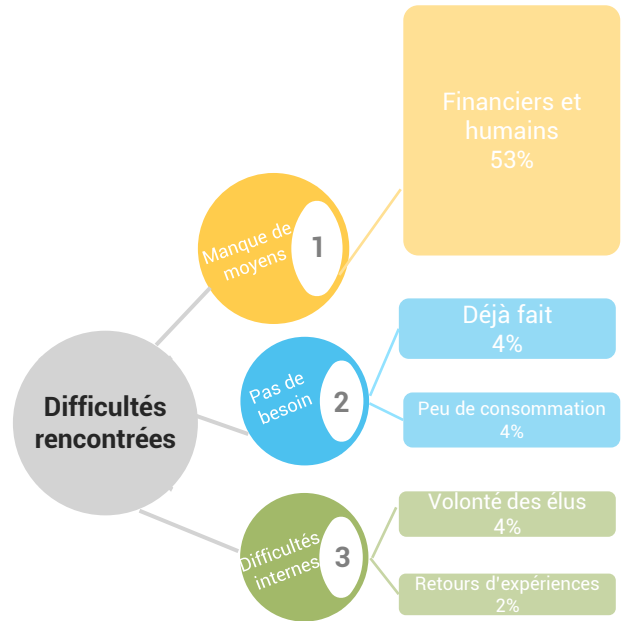 Difficultés
rencontrées
Manque de
moyens
1
Financiers et
humains
53%
Pas de
besoin
2
Déjà fait
4%
Peu de consommation
4%
Difficultés
internes
3
Volonté des élus
4%
Retours d'expériences
2%